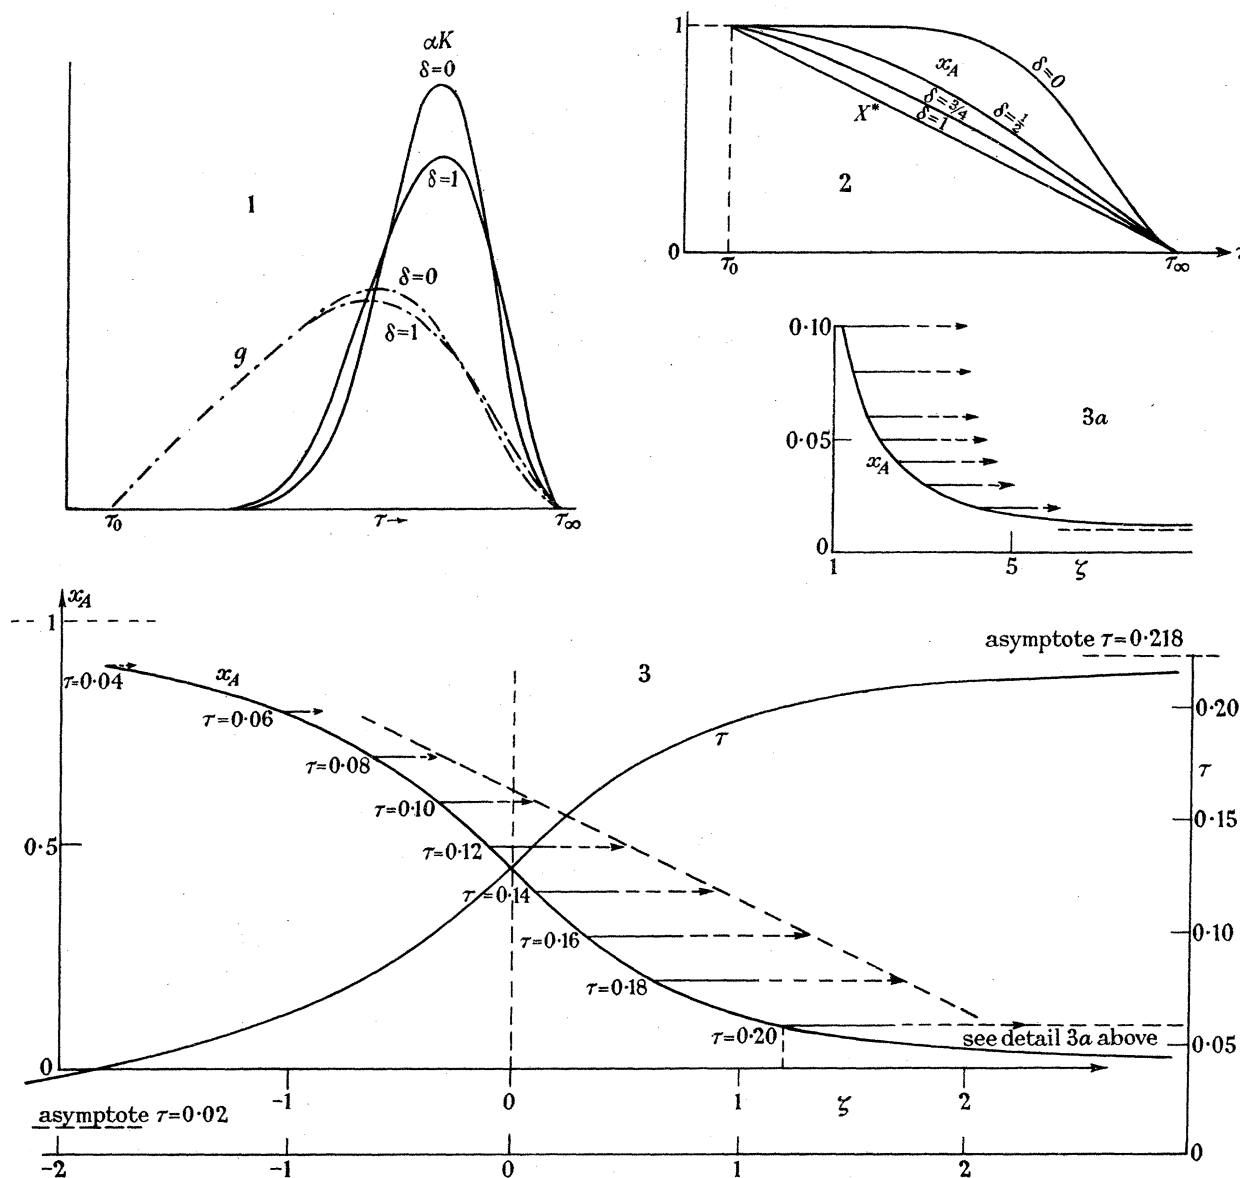 αK
δ=0
δ=1
1
δ=0
δ=1
g
τ₀
τ→
τ∞
1
x_A
δ=0
δ=½
δ=3/4
δ=1
X*
2
0
τ₀
τ∞
0·10
3a
0·05
x_A
0
1
5
ζ
x_A
1
asymptote τ=0·218
τ=0·04
x_A
3
τ=0·06
0·20
τ
τ=0·08
τ
τ=0·10
0·15
0·5
τ=0·12
τ=0·14
τ=0·16
0·10
τ=0·18
τ=0·20
see detail 3a above
0·05
0
-1
0
1
ζ
2
asymptote τ=0·02
0
-2
-1
0
1
2